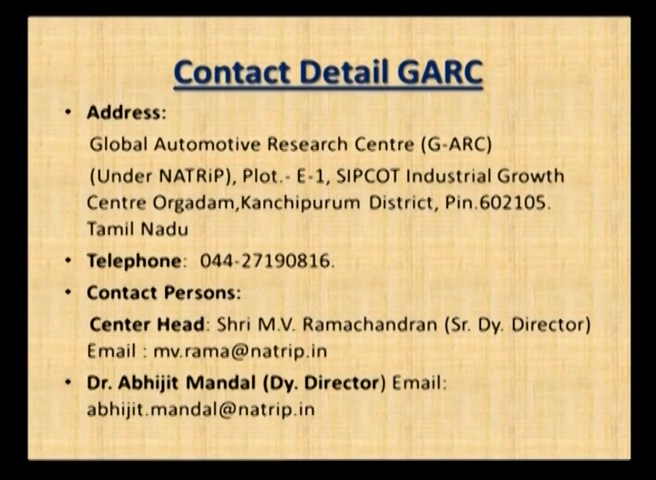 Contact Detail GARC
• Address:
Global Automotive Research Centre (G-ARC)
(Under NATRiP), Plot.- E-1, SIPCOT Industrial Growth
Centre Orgadam,Kanchipurum District, Pin.602105.
Tamil Nadu
• Telephone: 044-27190816.
• Contact Persons:
Center Head: Shri M.V. Ramachandran (Sr. Dy. Director)
Email : mv.rama@natrip.in
• Dr. Abhijit Mandal (Dy. Director) Email:
abhijit.mandal@natrip.in